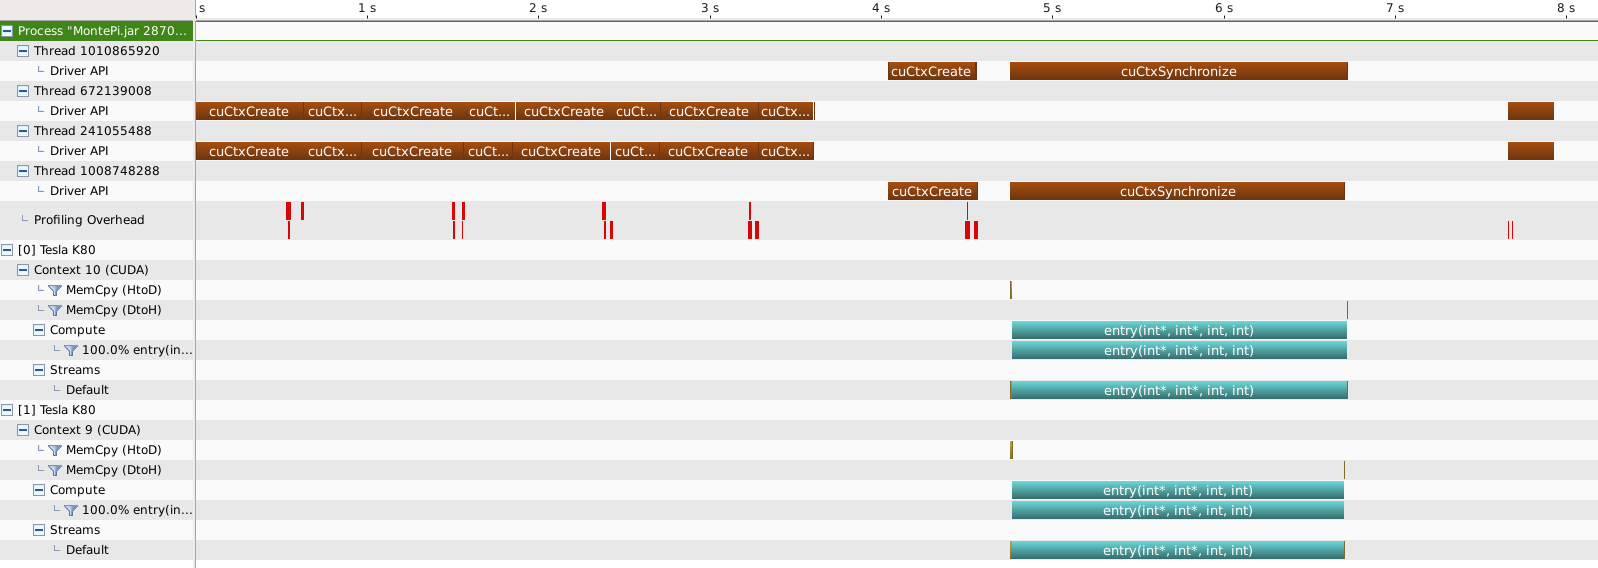 s 1 s 2 s 3 s 4 s 5 s 6 s 7 s 8 s
Process "MontePi.jar 2870...
Thread 1010865920
Driver API cuCtxCreate cuCtxSynchronize
Thread 672139008
Driver API cuCtxCreate cuCtx... cuCtxCreate cuCt... cuCtxCreate cuCt... cuCtxCreate cuCtx...
Thread 241055488
Driver API cuCtxCreate cuCtx... cuCtxCreate cuCt... cuCtxCreate cuCt... cuCtxCreate cuCtx...
Thread 1008748288
Driver API cuCtxCreate cuCtxSynchronize
Profiling Overhead
[0] Tesla K80
Context 10 (CUDA)
MemCpy (HtoD)
MemCpy (DtoH)
Compute entry(int*, int*, int, int)
100.0% entry(in... entry(int*, int*, int, int)
Streams
Default entry(int*, int*, int, int)
[1] Tesla K80
Context 9 (CUDA)
MemCpy (HtoD)
MemCpy (DtoH)
Compute entry(int*, int*, int, int)
100.0% entry(in... entry(int*, int*, int, int)
Streams
Default entry(int*, int*, int, int)